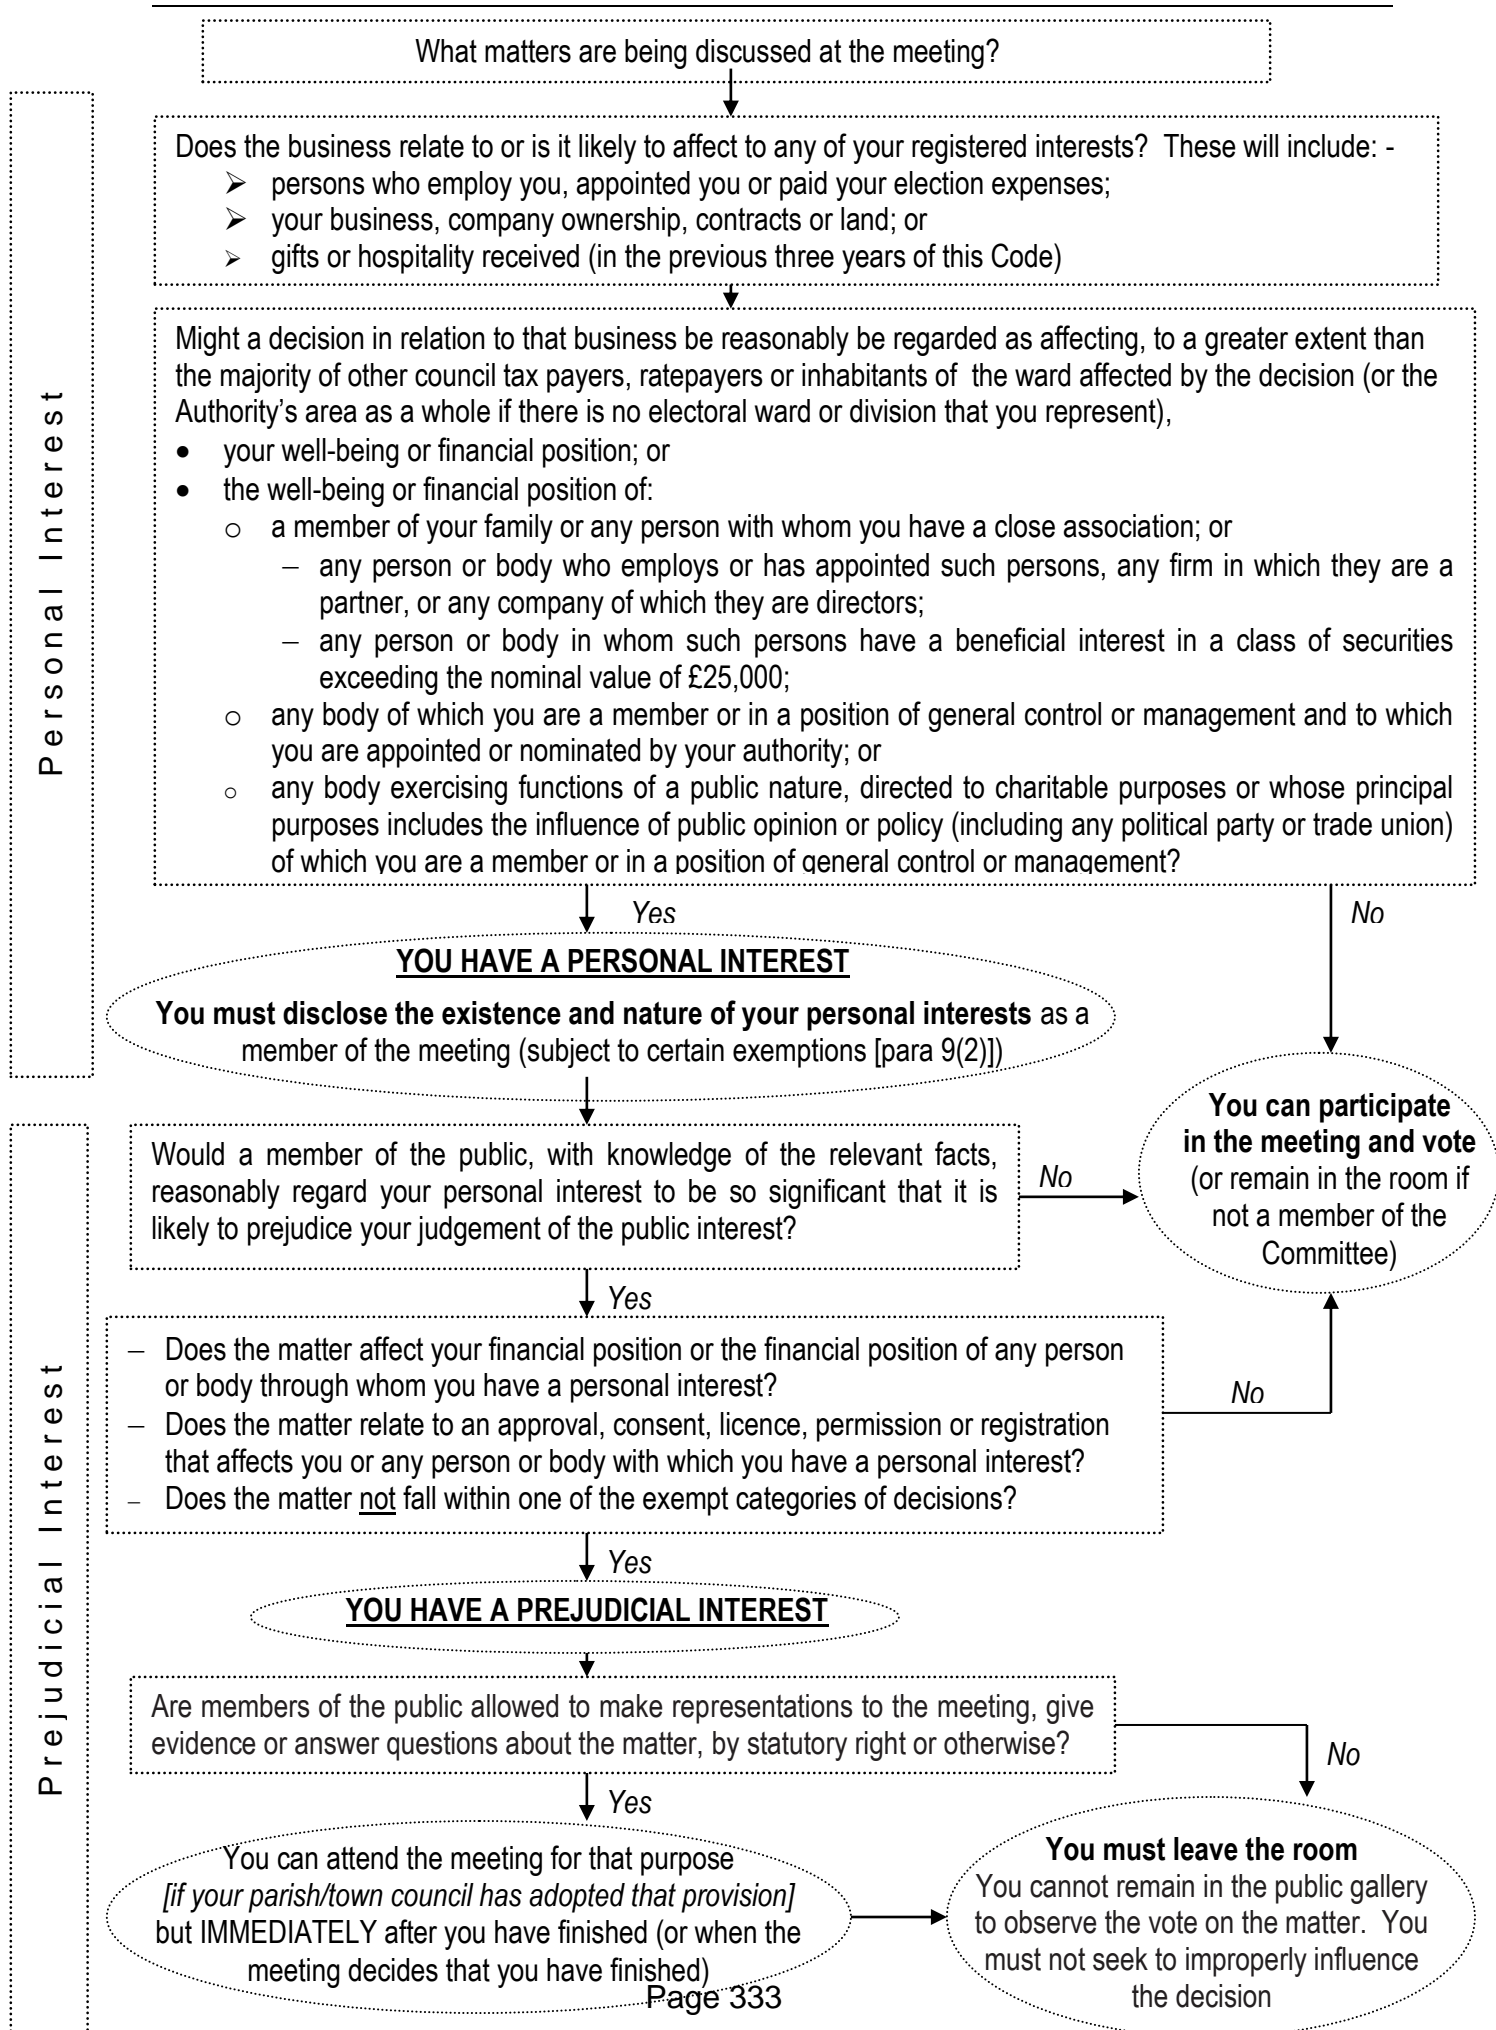 What matters are being discussed at the meeting?
Personal Interest
Does the business relate to or is it likely to affect to any of your registered interests? These will include: -
➢ persons who employ you, appointed you or paid your election expenses;
➢ your business, company ownership, contracts or land; or
➢ gifts or hospitality received (in the previous three years of this Code)
Might a decision in relation to that business be reasonably be regarded as affecting, to a greater extent than
the majority of other council tax payers, ratepayers or inhabitants of the ward affected by the decision (or the
Authority's area as a whole if there is no electoral ward or division that you represent),
• your well-being or financial position; or
• the well-being or financial position of:
o a member of your family or any person with whom you have a close association; or
– any person or body who employs or has appointed such persons, any firm in which they are a
partner, or any company of which they are directors;
– any person or body in whom such persons have a beneficial interest in a class of securities
exceeding the nominal value of £25,000;
o any body of which you are a member or in a position of general control or management and to which
you are appointed or nominated by your authority; or
o any body exercising functions of a public nature, directed to charitable purposes or whose principal
purposes includes the influence of public opinion or policy (including any political party or trade union)
of which you are a member or in a position of general control or management?
Yes
No
YOU HAVE A PERSONAL INTEREST
You must disclose the existence and nature of your personal interests as a
member of the meeting (subject to certain exemptions [para 9(2)])
You can participate
in the meeting and vote
(or remain in the room if
not a member of the
Committee)
Prejudicial Interest
Would a member of the public, with knowledge of the relevant facts,
reasonably regard your personal interest to be so significant that it is
likely to prejudice your judgement of the public interest?
No
Yes
– Does the matter affect your financial position or the financial position of any person
or body through whom you have a personal interest?
– Does the matter relate to an approval, consent, licence, permission or registration
that affects you or any person or body with which you have a personal interest?
– Does the matter not fall within one of the exempt categories of decisions?
No
Yes
YOU HAVE A PREJUDICIAL INTEREST
Are members of the public allowed to make representations to the meeting, give
evidence or answer questions about the matter, by statutory right or otherwise?
No
Yes
You can attend the meeting for that purpose
[if your parish/town council has adopted that provision]
but IMMEDIATELY after you have finished (or when the
meeting decides that you have finished)
You must leave the room
You cannot remain in the public gallery
to observe the vote on the matter. You
must not seek to improperly influence
the decision
Page 333